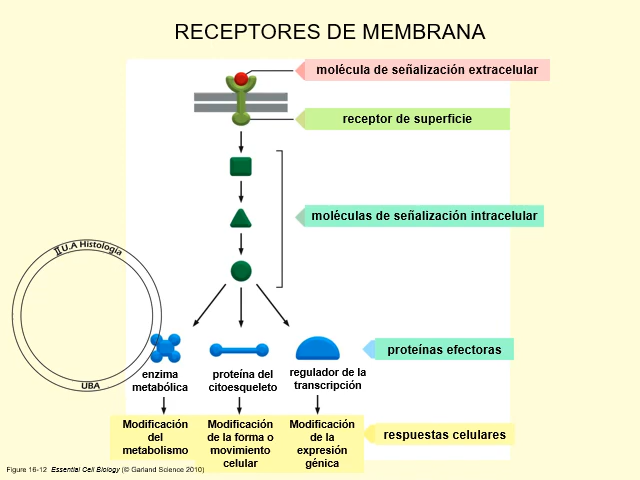 RECEPTORES DE MEMBRANA
molécula de señalización extracelular
receptor de superficie
moléculas de señalización intracelular
II U.A Histología
UBA
proteínas efectoras
enzima
metabólica
proteína del
citoesqueleto
regulador de la
transcripción
Modificación
del
metabolismo
Modificación
de la forma o
movimiento
celular
Modificación
de la
expresión
génica
respuestas celulares
Figure 16-12 Essential Cell Biology (© Garland Science 2010)